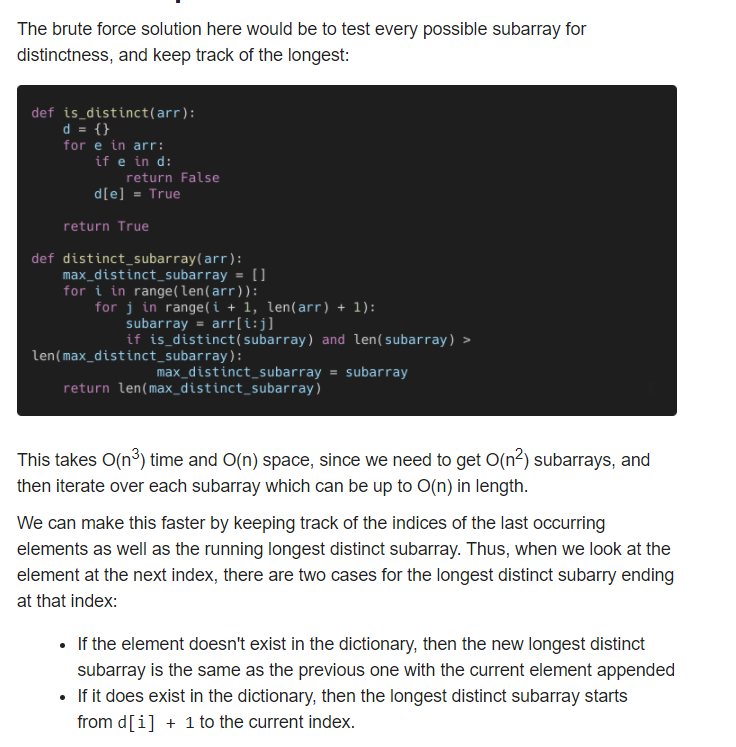 The brute force solution here would be to test every possible subarray for
distinctness, and keep track of the longest:
def is_distinct(arr):
    d = {}
    for e in arr:
        if e in d:
            return False
        d[e] = True
    return True
def distinct_subarray(arr):
    max_distinct_subarray = []
    for i in range(len(arr)):
        for j in range(i + 1, len(arr) + 1):
            subarray = arr[i:j]
            if is_distinct(subarray) and len(subarray) >
len(max_distinct_subarray):
                max_distinct_subarray = subarray
    return len(max_distinct_subarray)
This takes O(n³) time and O(n) space, since we need to get O(n²) subarrays, and
then iterate over each subarray which can be up to O(n) in length.
We can make this faster by keeping track of the indices of the last occurring
elements as well as the running longest distinct subarray. Thus, when we look at the
element at the next index, there are two cases for the longest distinct subarry ending
at that index:
• If the element doesn't exist in the dictionary, then the new longest distinct
subarray is the same as the previous one with the current element appended
• If it does exist in the dictionary, then the longest distinct subarray starts
from d[i] + 1 to the current index.